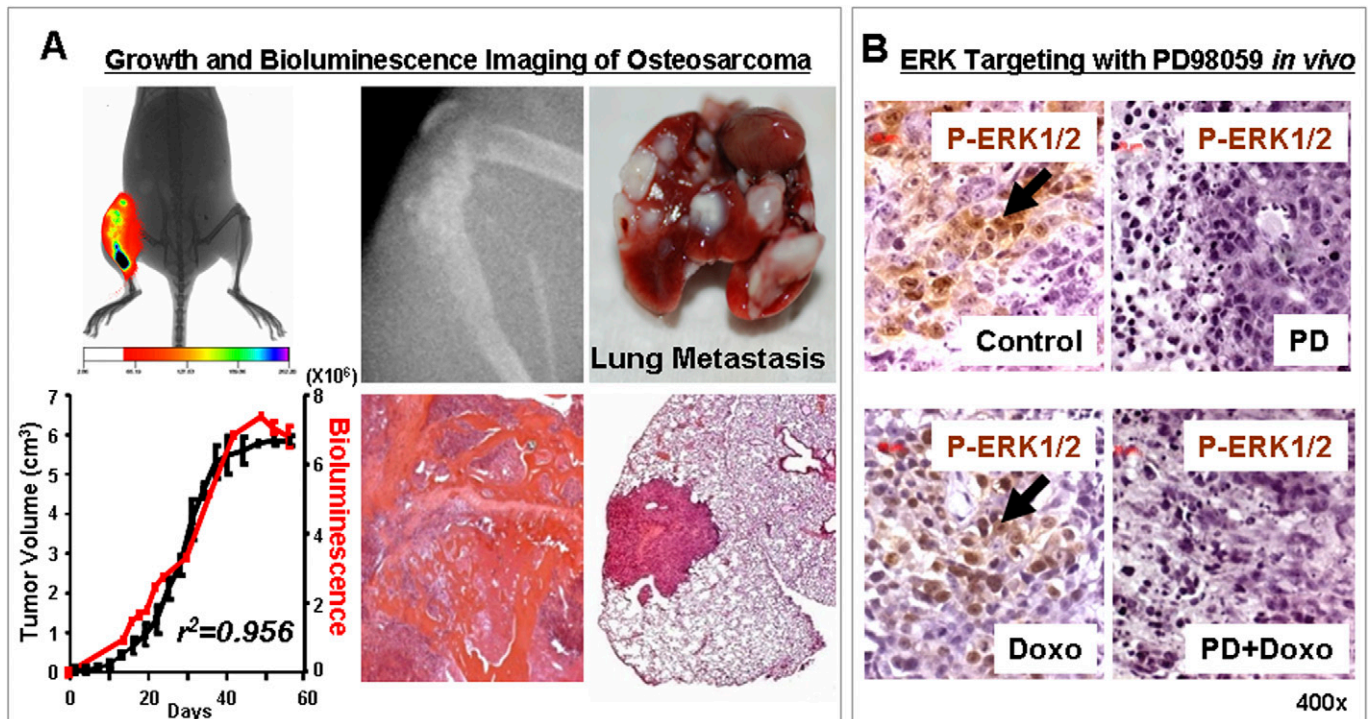 A
Growth and Bioluminescence Imaging of Osteosarcoma
Lung Metastasis
(X10⁶)
7
6
5
4
3
2
1
0
Tumor Volume (cm³)
8
6
4
2
0
Bioluminescence
r²=0.956
0
20
40
60
Days
B
ERK Targeting with PD98059 in vivo
P-ERK1/2
Control
P-ERK1/2
PD
P-ERK1/2
Doxo
P-ERK1/2
PD+Doxo
400x